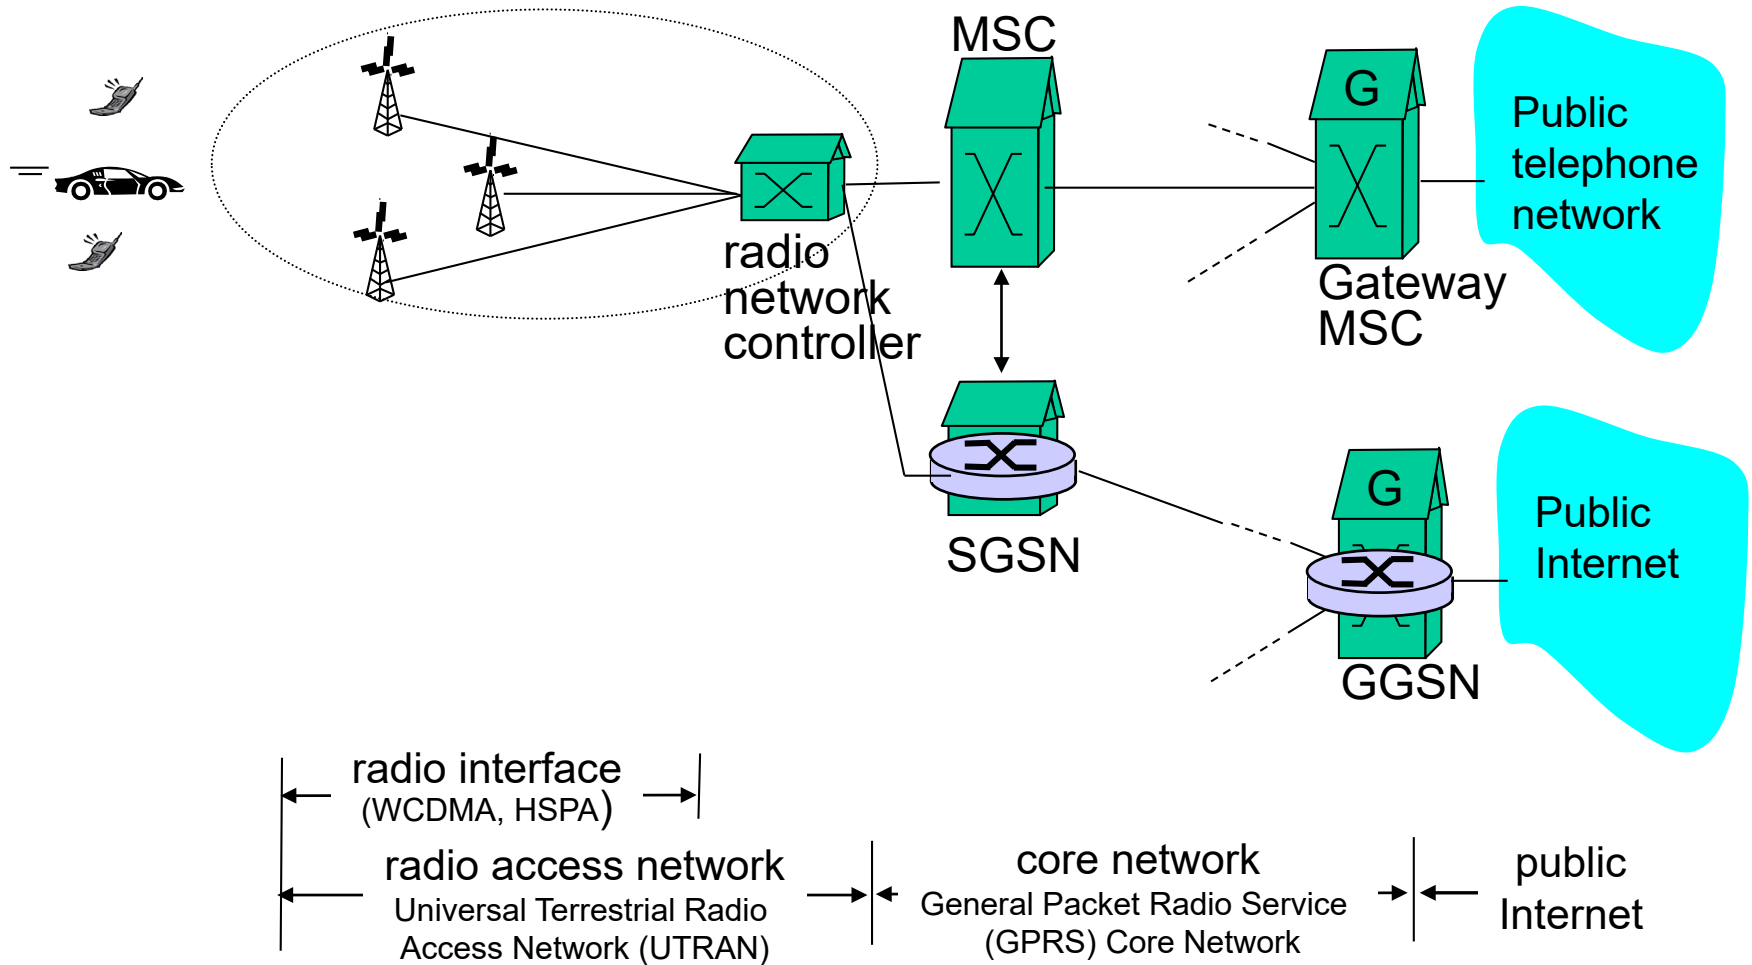 MSC
G
Public
telephone
network
radio
network
controller
Gateway
MSC
SGSN
G
Public
Internet
GGSN
radio interface
(WCDMA, HSPA)
radio access network
Universal Terrestrial Radio
Access Network (UTRAN)
core network
General Packet Radio Service
(GPRS) Core Network
public
Internet